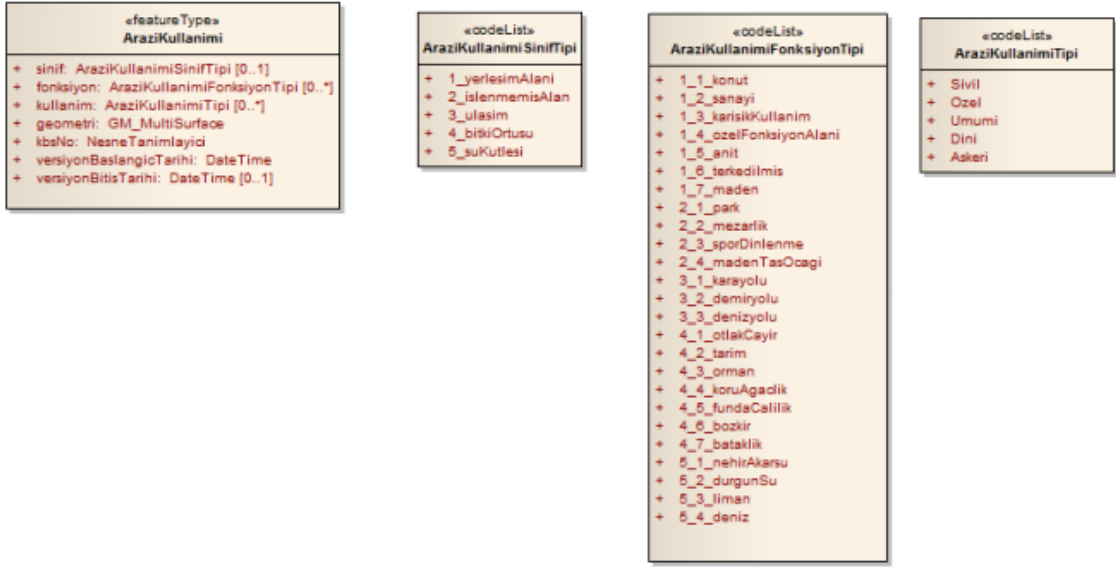 «featureType»
AraziKullanimi
+ sinif: AraziKullanimiSinifTipi [0..1]
+ fonksiyon: AraziKullanimiFonksiyonTipi [0..*]
+ kullanim: AraziKullanimiTipi [0..*]
+ geometri: GM_MultiSurface
+ kbsNo: NesneTanimlayici
+ versiyonBaslangicTarihi: DateTime
+ versiyonBitisTarihi: DateTime [0..1]
«codeList»
AraziKullanimiSinifTipi
+ 1_yerlesimAlani
+ 2_islenmemisAlan
+ 3_ulasim
+ 4_bitkiOrtusu
+ 5_suKutlesi
«codeList»
AraziKullanimiFonksiyonTipi
+ 1_1_konut
+ 1_2_sanayi
+ 1_3_karisikKullanim
+ 1_4_ozelFonksiyonAlani
+ 1_5_anit
+ 1_6_terkedilmis
+ 1_7_maden
+ 2_1_park
+ 2_2_mezarlik
+ 2_3_sporDinlenme
+ 2_4_madenTasOcagi
+ 3_1_karayolu
+ 3_2_demiryolu
+ 3_3_denizyolu
+ 4_1_otlakCayir
+ 4_2_tarim
+ 4_3_orman
+ 4_4_koruAgaclik
+ 4_5_fundaCalilik
+ 4_6_bozkir
+ 4_7_bataklik
+ 5_1_nehirAkarsu
+ 5_2_durgunSu
+ 5_3_liman
+ 5_4_deniz
«codeList»
AraziKullanimiTipi
+ Sivil
+ Ozel
+ Umumi
+ Dini
+ Askeri